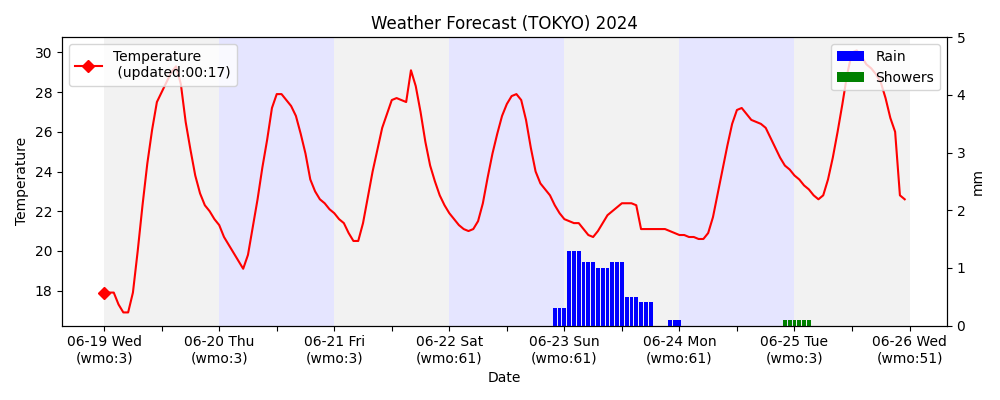 Weather Forecast (TOKYO) 2024
Temperature
(updated:00:17)
Rain
Showers
30
28
26
24
22
20
18
Temperature
5
4
3
2
1
0
mm
06-19 Wed
(wmo:3)
06-20 Thu
(wmo:3)
06-21 Fri
(wmo:3)
06-22 Sat
(wmo:61)
06-23 Sun
(wmo:61)
06-24 Mon
(wmo:61)
06-25 Tue
(wmo:3)
06-26 Wed
(wmo:51)
Date